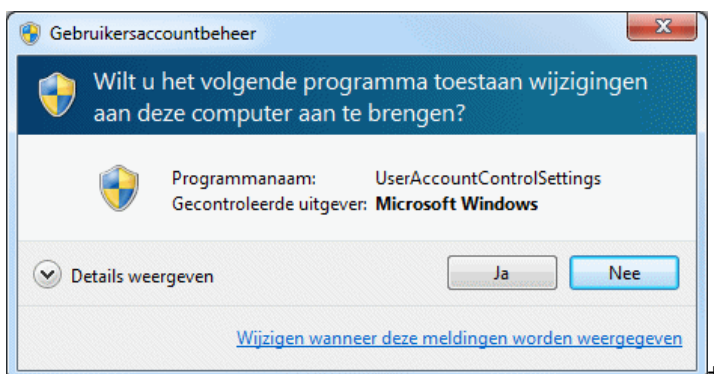 Gebruikersaccountbeheer
Wilt u het volgende programma toestaan wijzigingen
aan deze computer aan te brengen?
Programmanaam: UserAccountControlSettings
Gecontroleerde uitgever: Microsoft Windows
Details weergeven
Ja
Nee
Wijzigen wanneer deze meldingen worden weergegeven